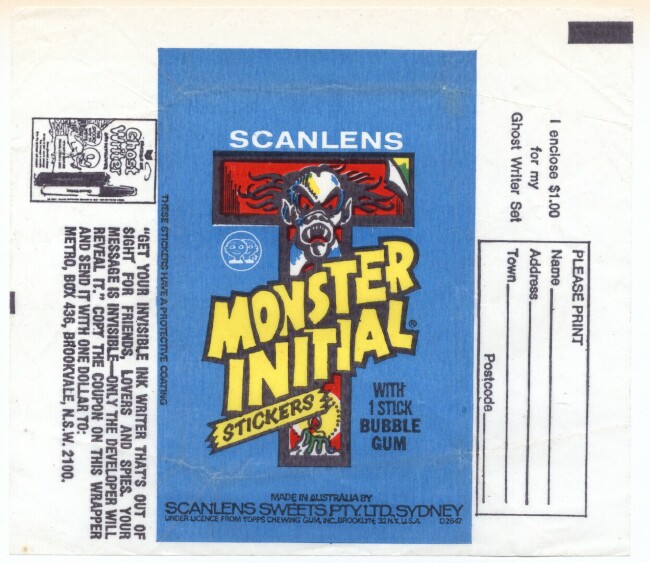 SCANLENS
MONSTER
INITIAL®
STICKERS
WITH
1 STICK
BUBBLE
GUM
MADE IN AUSTRALIA BY
SCANLENS SWEETS PTY. LTD. SYDNEY
UNDER LICENCE FROM TOPPS CHEWING GUM, INC. BROOKLYN 32 N.Y. U.S.A. D2647
THESE STICKERS HAVE A PROTECTIVE COATING
Ghost
Writer
"GET YOUR INVISIBLE INK WRITER THAT'S OUT OF
SIGHT FOR FRIENDS, LOVERS AND SPIES. YOUR
MESSAGE IS INVISIBLE—ONLY THE DEVELOPER WILL
REVEAL IT." COPY THE COUPON ON THIS WRAPPER
AND SEND IT WITH ONE DOLLAR TO:
METRO, BOX 436, BROOKVALE, N.S.W. 2100.
I enclose $1.00
for my
Ghost Writer Set
PLEASE PRINT
Name
Address
Town
Postcode